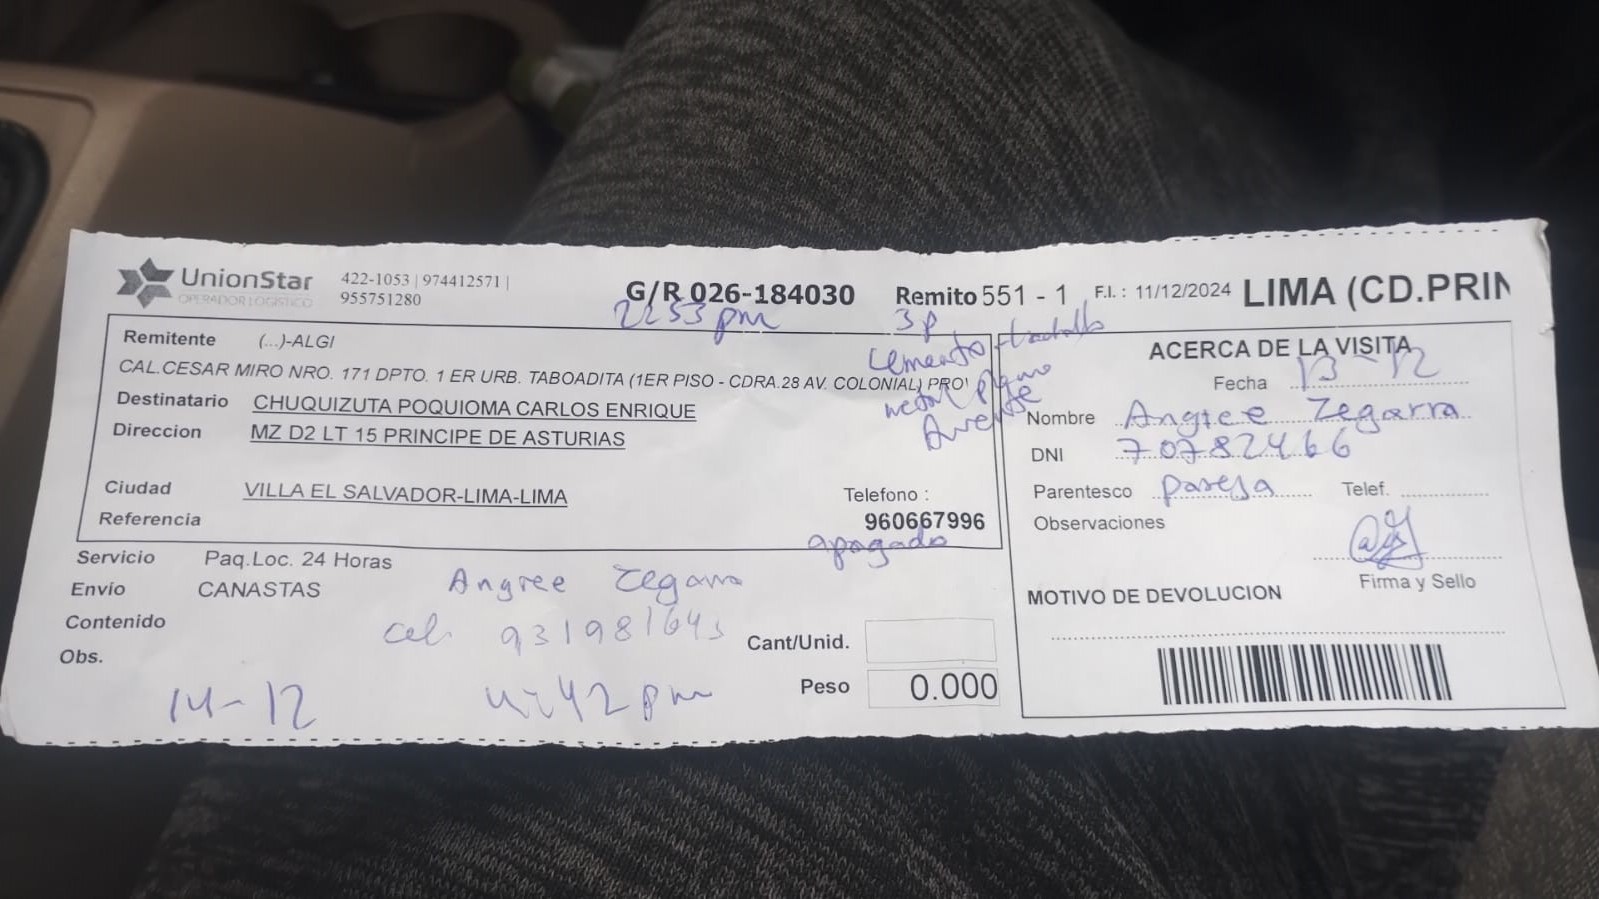 UnionStar
OPERADOR LOGISTICO
422-1053 | 974412571 |
955751280
G/R 026-184030
Remito 551 - 1
F.I. : 11/12/2024
LIMA (CD.PRIN
2:53 pm
3p
cemento
metal
Ausente
Remitente (...)-ALGI
CAL.CESAR MIRO NRO. 171 DPTO. 1 ER URB. TABOADITA (1ER PISO - CDRA.28 AV. COLONIAL) PRO
Destinatario CHUQUIZUTA POQUIOMA CARLOS ENRIQUE
Direccion MZ D2 LT 15 PRINCIPE DE ASTURIAS
Ciudad VILLA EL SALVADOR-LIMA-LIMA
Telefono :
Referencia
960667996
apagado
Servicio Paq.Loc. 24 Horas
Envío CANASTAS
Angree Zegarra
Contenido
cel. 931981643
Cant/Unid.
Obs.
Peso 0.000
14-12 4:42 pm
ACERCA DE LA VISITA
Fecha 13-12
Nombre Angree Zegarra
DNI 70782466
Parentesco pareja Telef.
Observaciones
Firma y Sello
MOTIVO DE DEVOLUCION